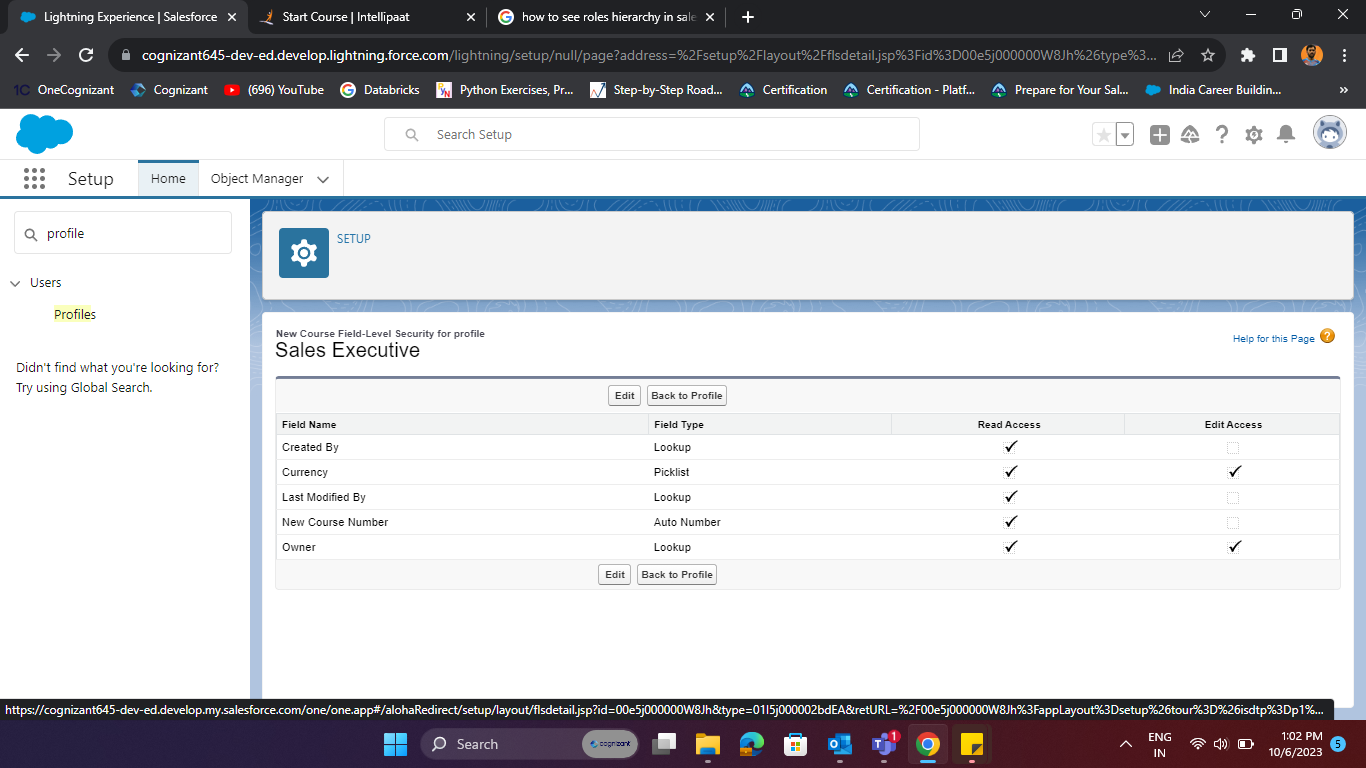 Lightning Experience | Salesforce
Start Course | Intellipaat
how to see roles hierarchy in sale
cognizant645-dev-ed.develop.lightning.force.com/lightning/setup/null/page?address=%2Fsetup%2Flayout%2Fflsdetail.jsp%3Fid%3D00e5j000000W8Jh%26type%3...
1C OneCognizant
Cognizant
(696) YouTube
Databricks
Python Exercises, Pr...
Step-by-Step Road...
Certification
Certification - Platf...
Prepare for Your Sal...
India Career Buildin...
»
Search Setup
Setup
Home
Object Manager
profile
Users
Profiles
Didn't find what you're looking for?
Try using Global Search.
SETUP
New Course Field-Level Security for profile
Sales Executive
Help for this Page ?
Edit Back to Profile
Field Name Field Type Read Access Edit Access
Created By Lookup
Currency Picklist
Last Modified By Lookup
New Course Number Auto Number
Owner Lookup
Edit Back to Profile
https://cognizant645-dev-ed.develop.my.salesforce.com/one/one.app#/alohaRedirect/setup/layout/flsdetail.jsp?id=00e5j000000W8Jh&type=01I5j000002bdEA&retURL=%2F00e5j000000W8Jh%3FappLayout%3Dsetup%26tour%3D%26isdtp%3Dp1%...
Search
cognizant
1
ENG
IN
1:02 PM
10/6/2023
5